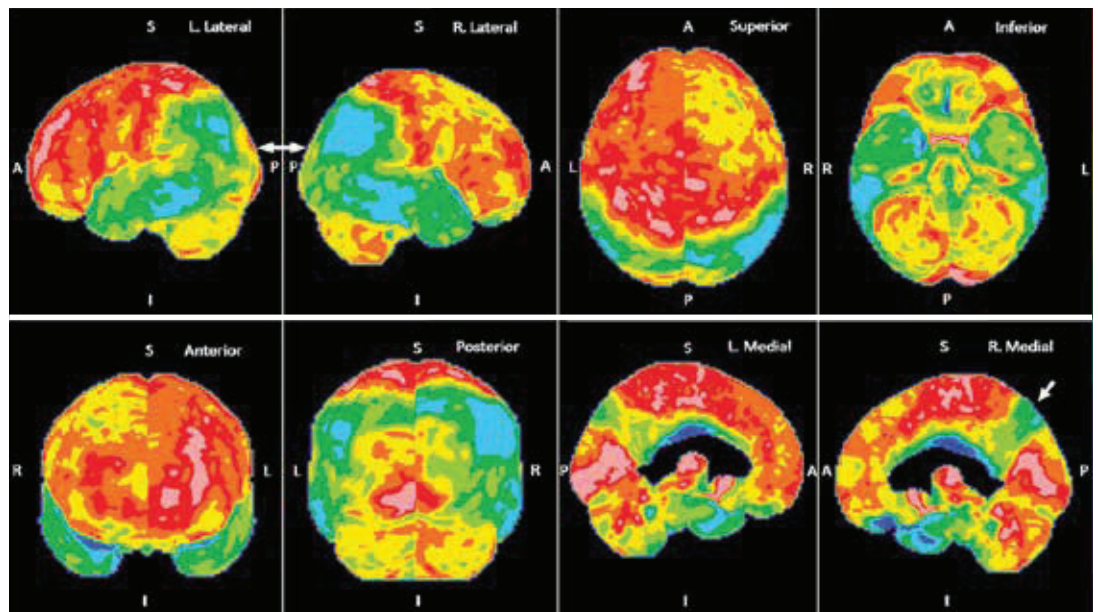 S L. Lateral
A P
I
S R. Lateral
P A
I
A Superior
L R
P
A Inferior
R L
P
S Anterior
R L
I
S Posterior
L R
I
S L. Medial
P A
I
S R. Medial
A P
I